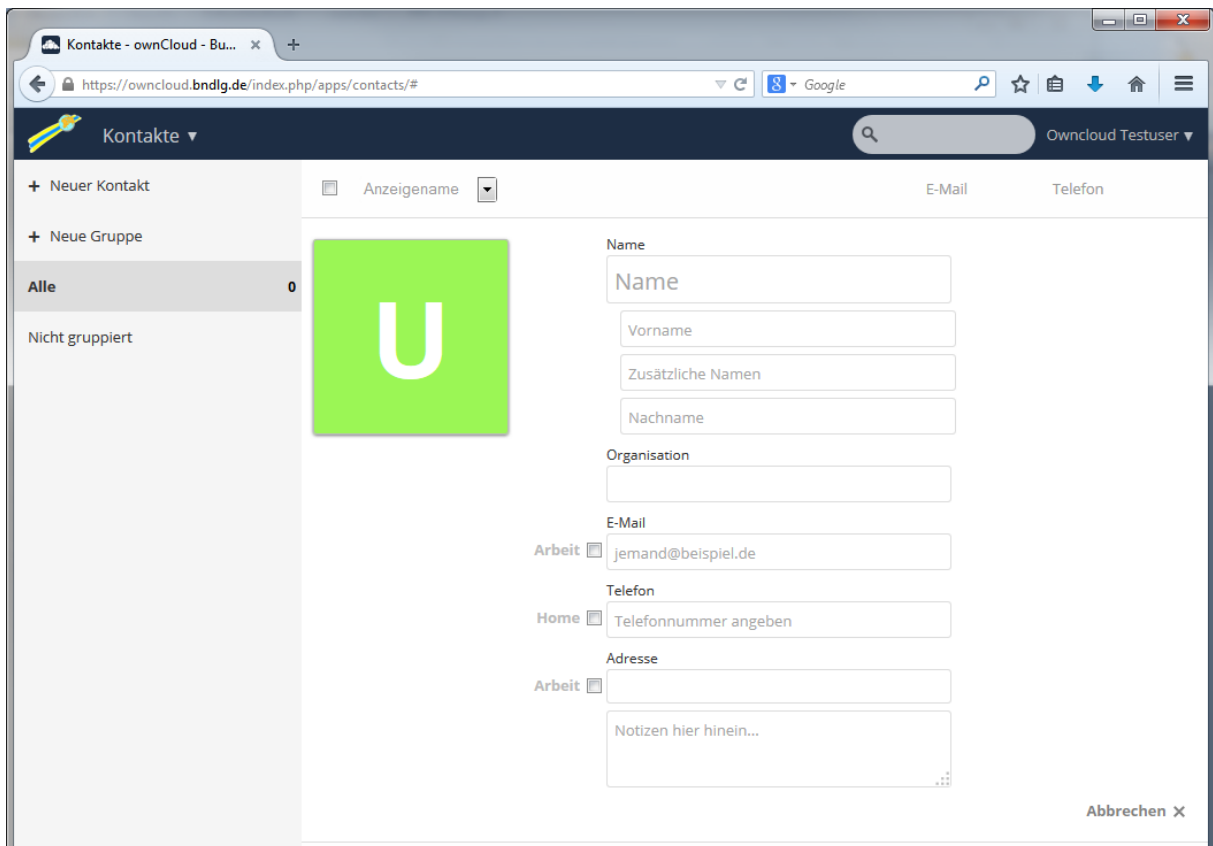 Kontakte - ownCloud - Bu...
https://owncloud.bndlg.de/index.php/apps/contacts/#
8 Google
Kontakte ▾
Owncloud Testuser ▾
+ Neuer Kontakt
Anzeigename
E-Mail
Telefon
+ Neue Gruppe
Alle 0
Nicht gruppiert
U
Name
Name
Vorname
Zusätzliche Namen
Nachname
Organisation
E-Mail
Arbeit
jemand@beispiel.de
Telefon
Home
Telefonnummer angeben
Adresse
Arbeit
Notizen hier hinein...
Abbrechen ×